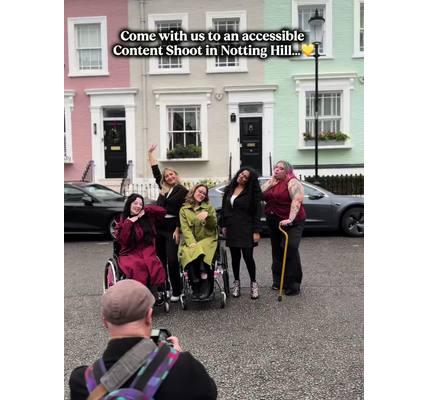 Come with us to an accessible
Content Shoot in Notting Hill...💛